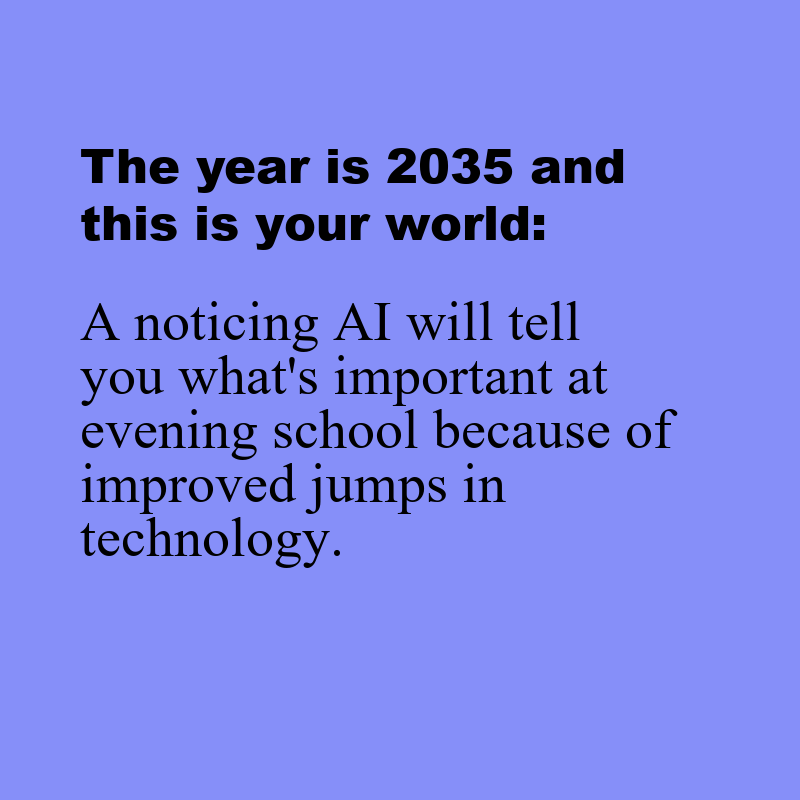 The year is 2035 and
this is your world:
A noticing AI will tell
you what's important at
evening school because of
improved jumps in
technology.